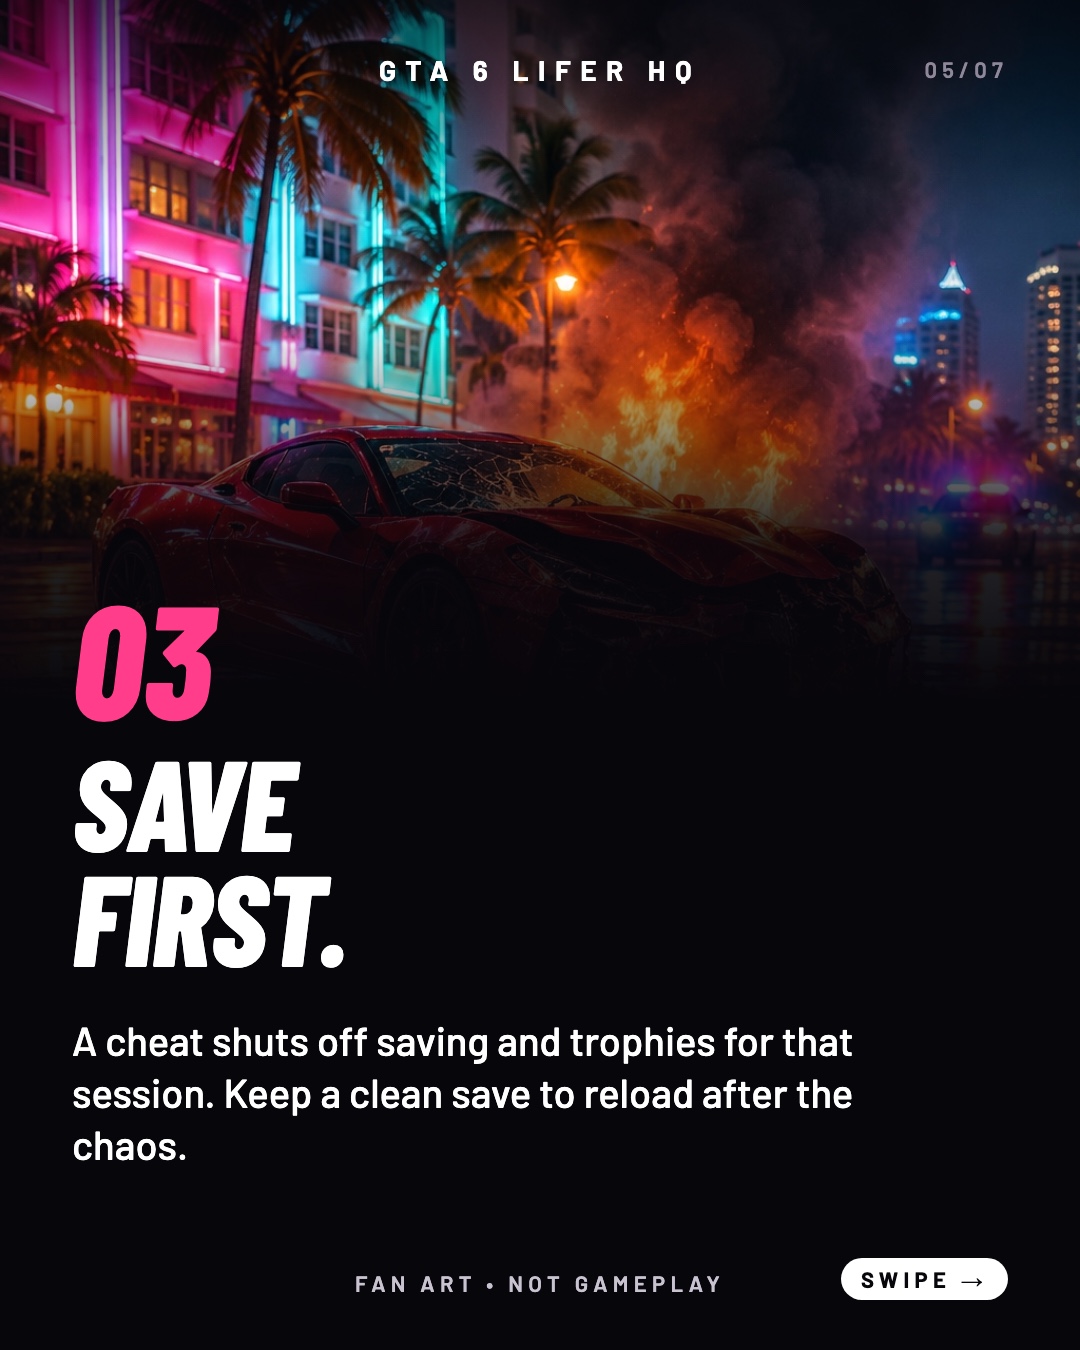 GTA 6 LIFER HQ
05/07
03
SAVE
FIRST.
A cheat shuts off saving and trophies for that
session. Keep a clean save to reload after the
chaos.
FAN ART • NOT GAMEPLAY
SWIPE →